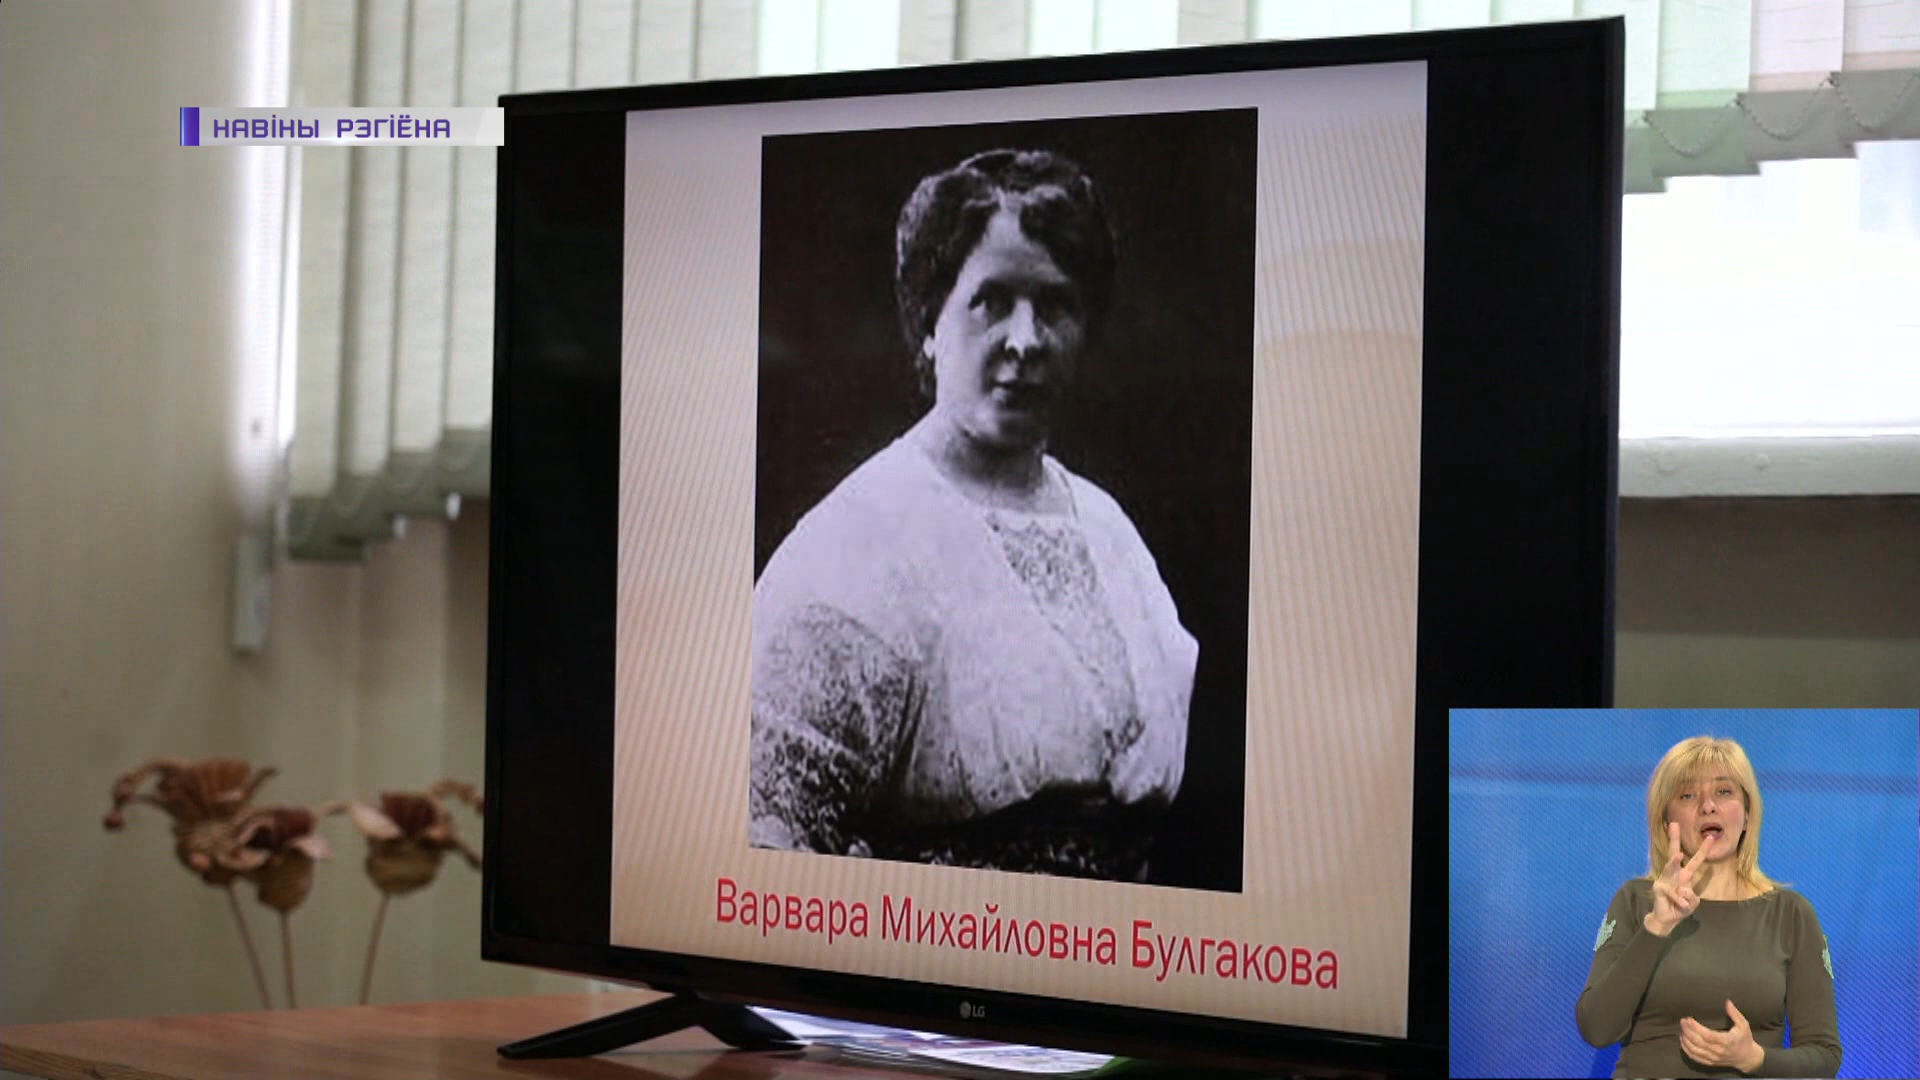 НАВІНЫ РЭГІЁНА
Варвара Михайловна Булгакова
LG